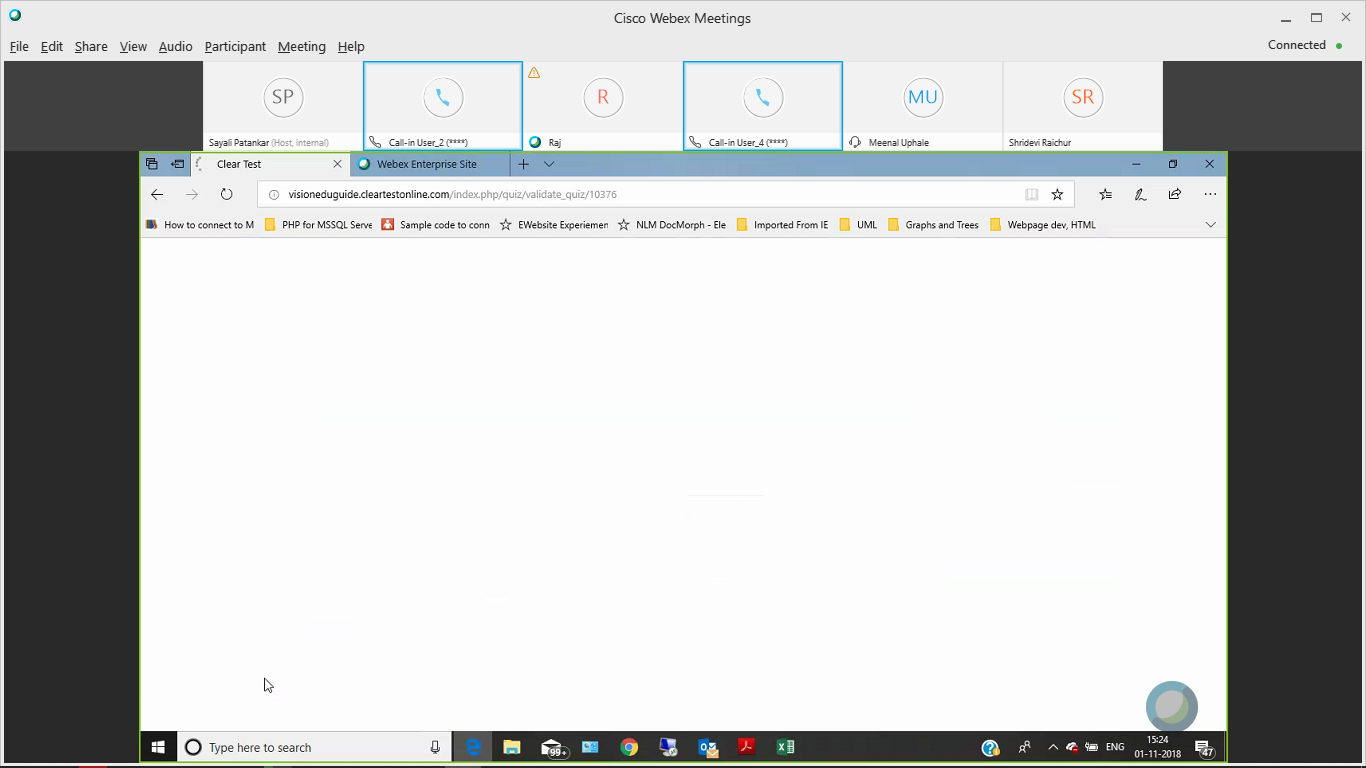 Cisco Webex Meetings
File Edit Share View Audio Participant Meeting Help
Connected
SP
R
MU
SR
Sayali Patankar (Host, internal)
Call-in User_2 (****)
Raj
Call-in User_4 (****)
Meenal Uphale
Shridevi Raichur
Clear Test
Webex Enterprise Site
visioneduguide.cleartestonline.com/index.php/quiz/validate_quiz/10376
How to connect to M
PHP for MSSQL Serve
Sample code to conn
EWebsite Experiemen
NLM DocMorph - Ele
Imported From IE
UML
Graphs and Trees
Webpage dev, HTML
Type here to search
99+
ENG
15:24
01-11-2018
47